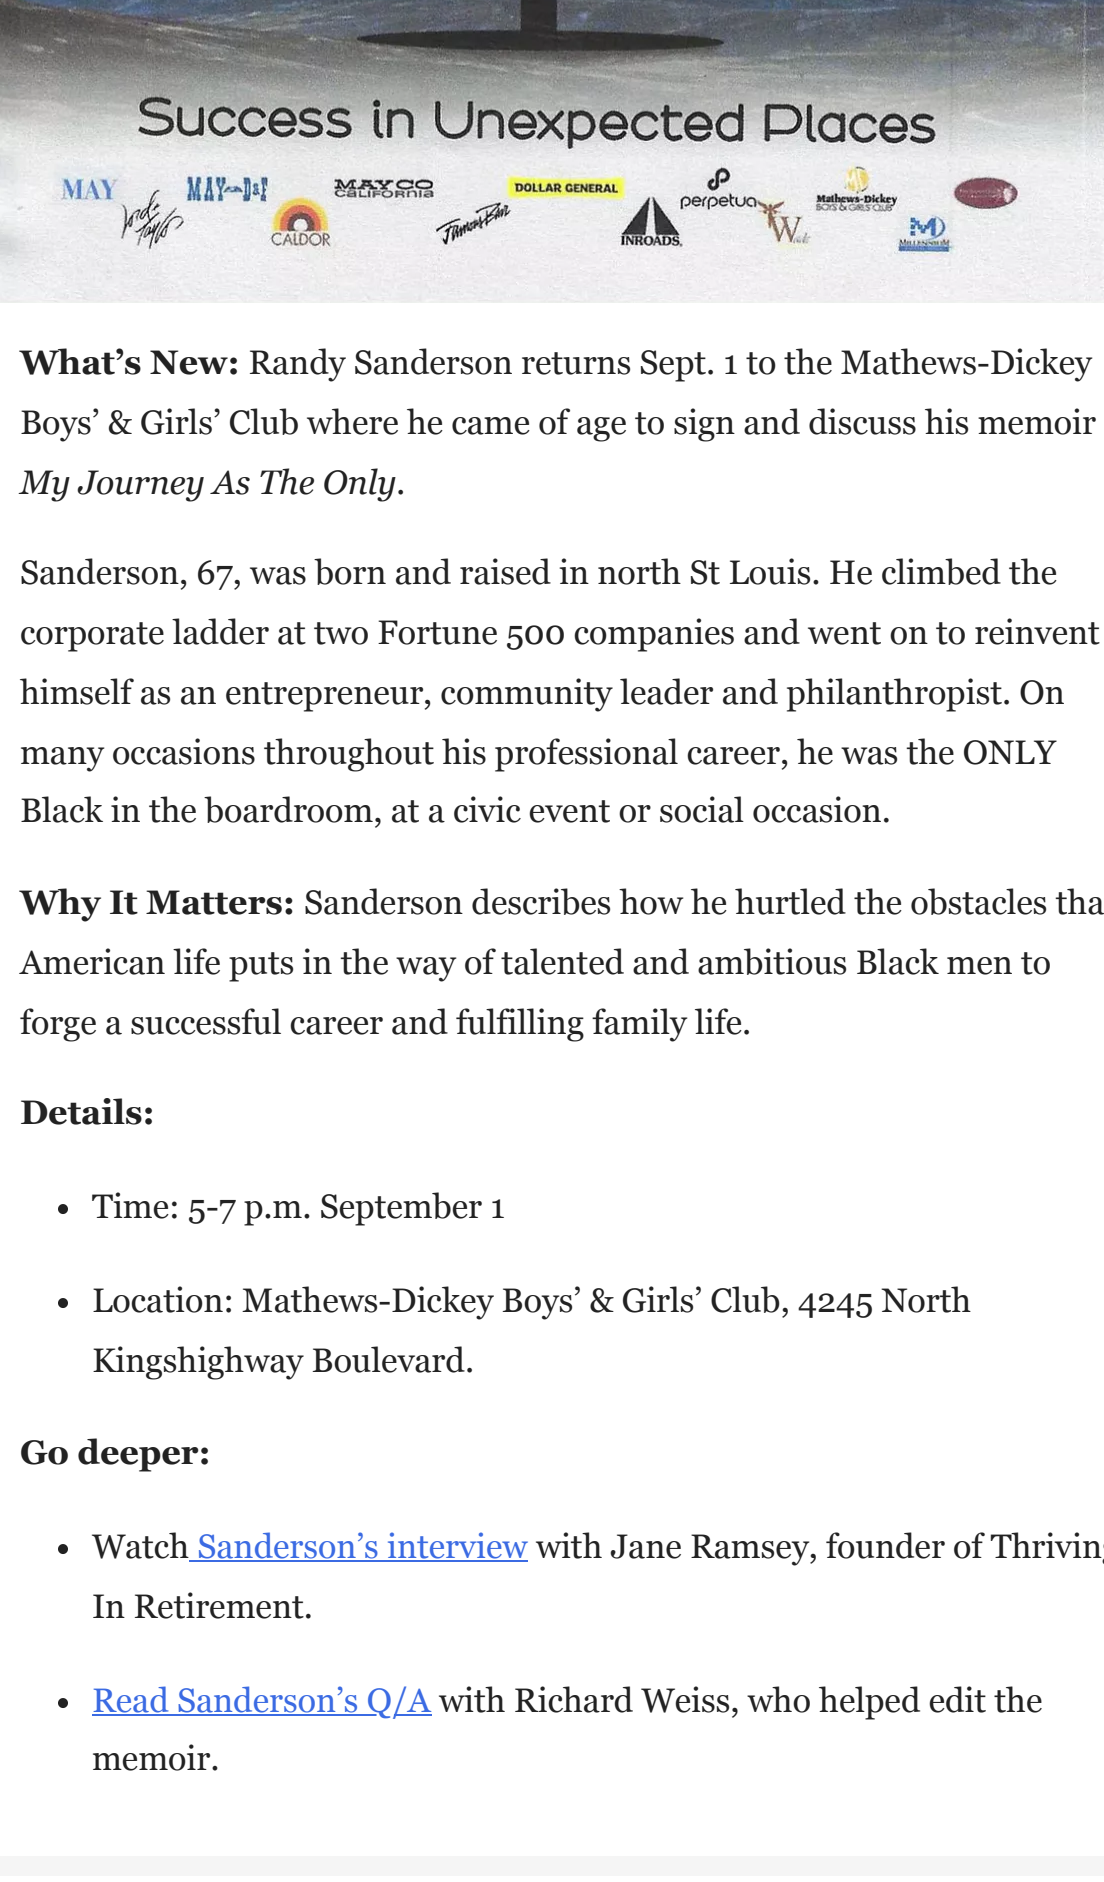 Success in Unexpected Places
MAY
MAY D&F
MAY CO
CALIFORNIA
DOLLAR GENERAL
perpetua
Mathews-Dickey
BOYS' & GIRLS' CLUB
Lord & Taylor
CALDOR
INROADS
W
MILLENNIUM
What’s New: Randy Sanderson returns Sept. 1 to the Mathews-Dickey
Boys’ & Girls’ Club where he came of age to sign and discuss his memoir
My Journey As The Only.
Sanderson, 67, was born and raised in north St Louis. He climbed the
corporate ladder at two Fortune 500 companies and went on to reinvent
himself as an entrepreneur, community leader and philanthropist. On
many occasions throughout his professional career, he was the ONLY
Black in the boardroom, at a civic event or social occasion.
Why It Matters: Sanderson describes how he hurtled the obstacles tha
American life puts in the way of talented and ambitious Black men to
forge a successful career and fulfilling family life.
Details:
• Time: 5-7 p.m. September 1
• Location: Mathews-Dickey Boys’ & Girls’ Club, 4245 North
Kingshighway Boulevard.
Go deeper:
• Watch Sanderson’s interview with Jane Ramsey, founder of Thriving
In Retirement.
• Read Sanderson’s Q/A with Richard Weiss, who helped edit the
memoir.